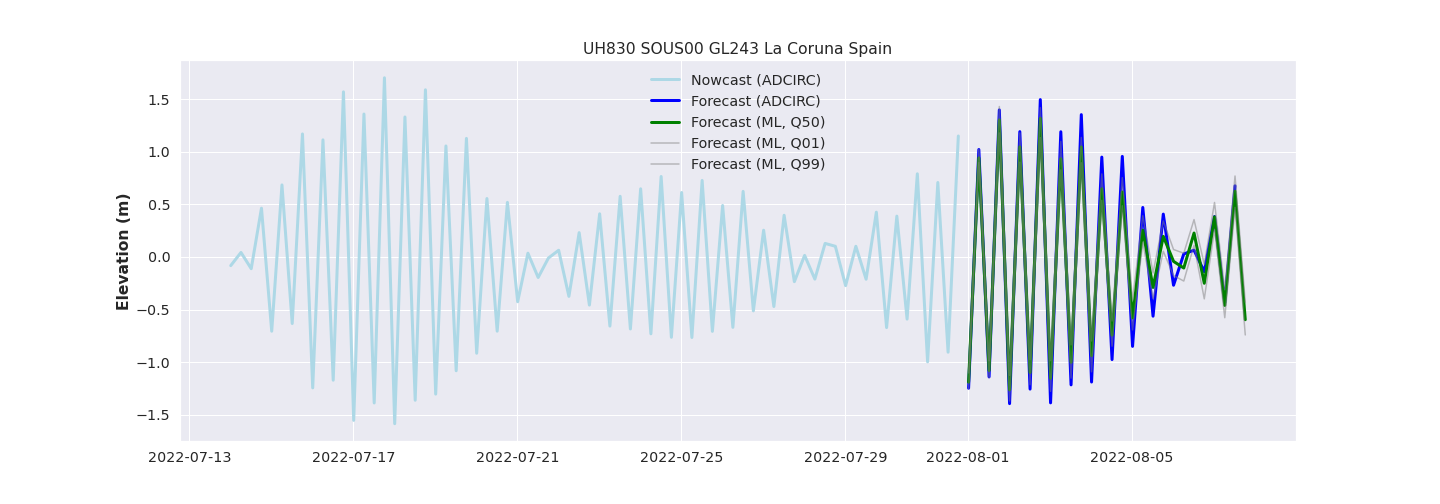 UH830 SOUS00 GL243 La Coruna Spain
Nowcast (ADCIRC)
Forecast (ADCIRC)
Forecast (ML, Q50)
Forecast (ML, Q01)
Forecast (ML, Q99)
Elevation (m)
1.5
1.0
0.5
0.0
−0.5
−1.0
−1.5
2022-07-13 2022-07-17 2022-07-21 2022-07-25 2022-07-29 2022-08-01 2022-08-05